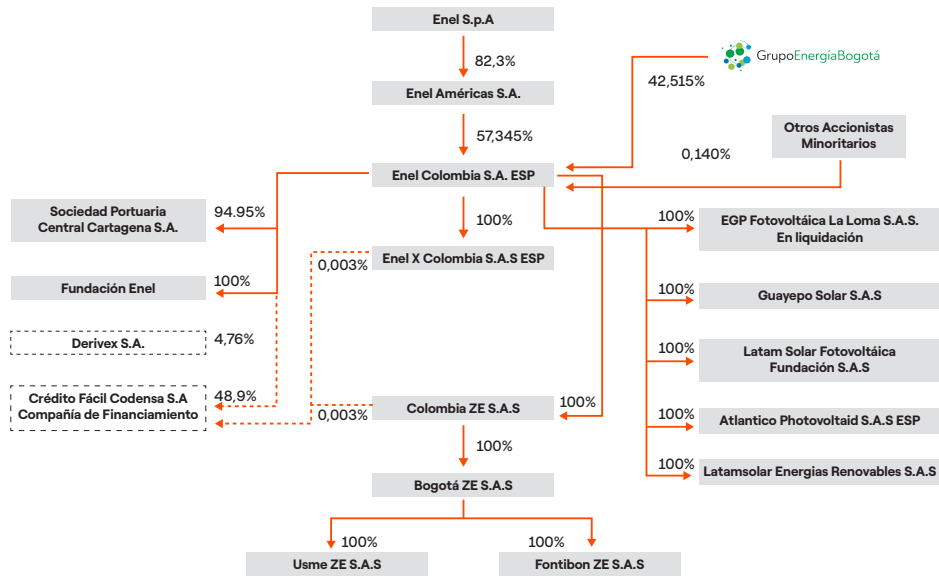 Enel S.p.A
82,3%
GrupoEnergíaBogotá
42,515%
Enel Américas S.A.
57,345%
Otros Accionistas
Minoritarios
0,140%
Enel Colombia S.A. ESP
Sociedad Portuaria
Central Cartagena S.A.
94.95%
100%
100%
EGP Fotovoltáica La Loma S.A.S.
En liquidación
Enel X Colombia S.A.S ESP
0,003%
Fundación Enel
100%
100%
Guayepo Solar S.A.S
Derivex S.A.
4,76%
100%
Latam Solar Fotovoltáica
Fundación S.A.S
Crédito Fácil Codensa S.A
Compañía de Financiamiento
48,9%
0,003%
Colombia ZE S.A.S
100%
100%
Atlantico Photovoltaid S.A.S ESP
100%
100%
Latamsolar Energias Renovables S.A.S
Bogotá ZE S.A.S
100%
100%
Usme ZE S.A.S
Fontibon ZE S.A.S